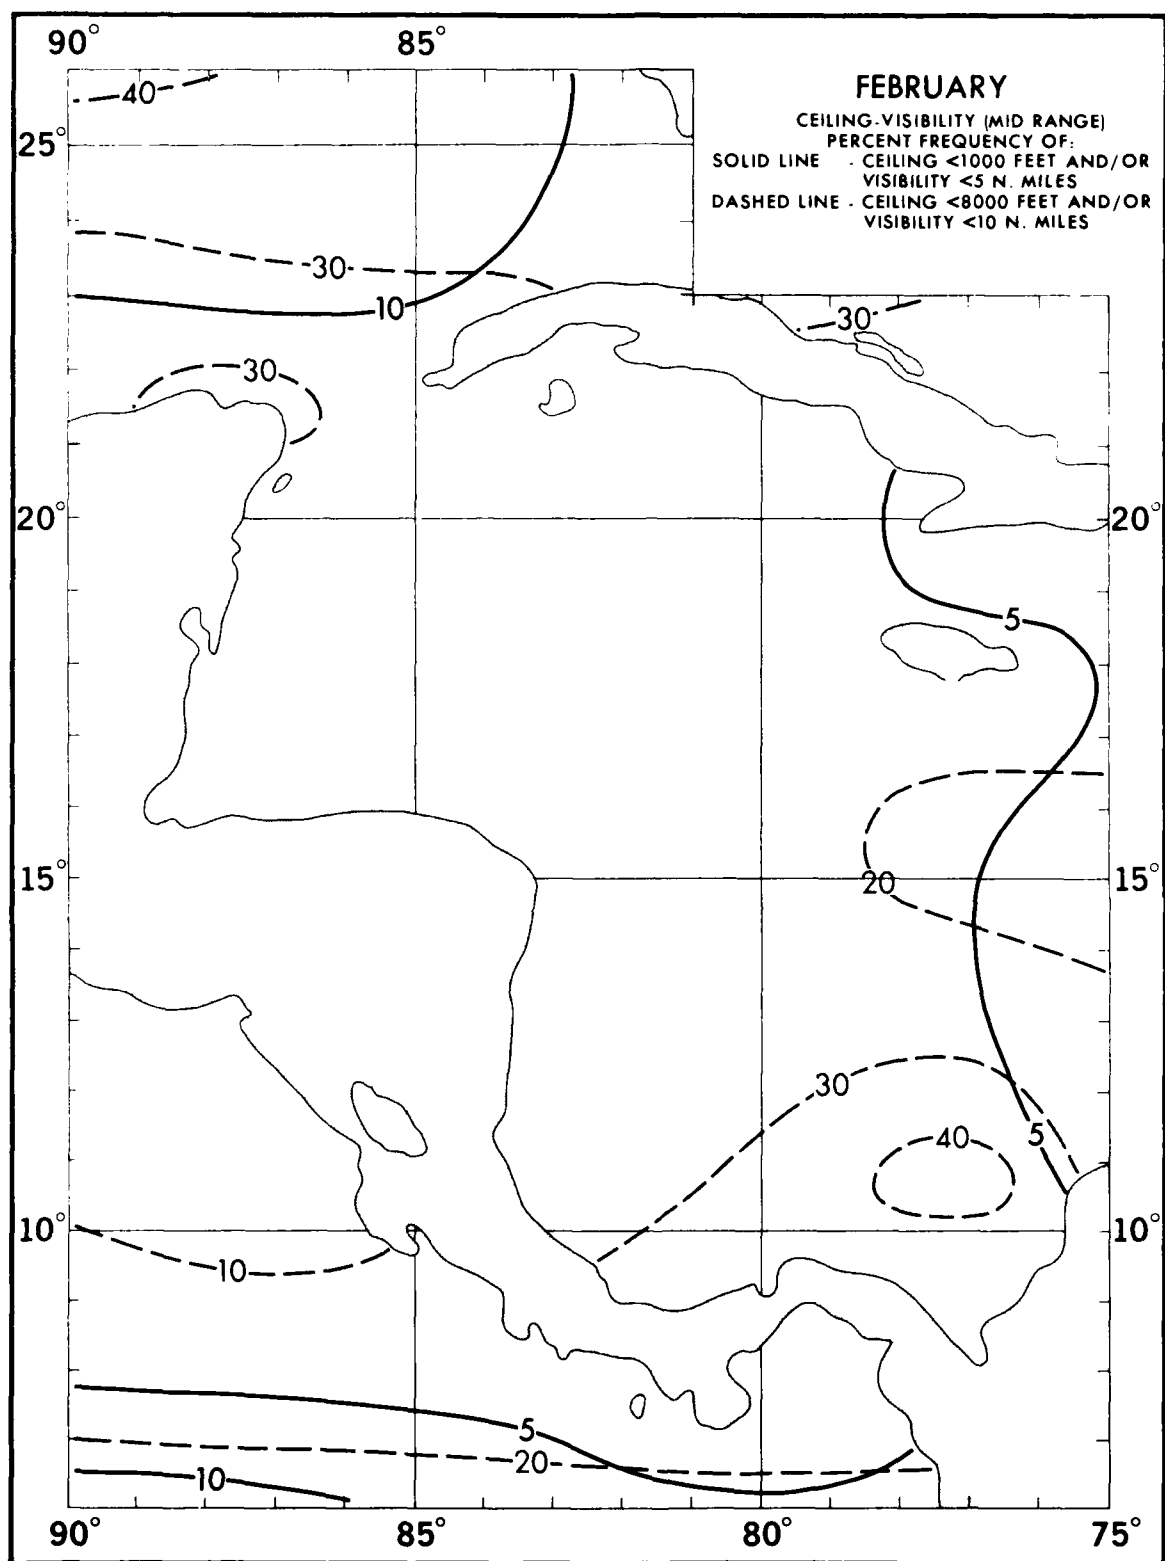 90° 85°
FEBRUARY
CEILING-VISIBILITY (MID RANGE)
PERCENT FREQUENCY OF:
SOLID LINE - CEILING <1000 FEET AND/OR
VISIBILITY <5 N. MILES
DASHED LINE - CEILING <8000 FEET AND/OR
VISIBILITY <10 N. MILES
40
25°
30
10
30
30
20° 20°
5
15° 20 15°
30
40
5
10° 10°
10
5
20
10
90° 85° 80° 75°